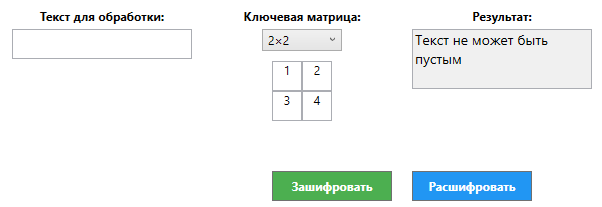 Текст для обработки:
Ключевая матрица:
Результат:
2×2
Текст не может быть
пустым
1 2
3 4
Зашифровать
Расшифровать